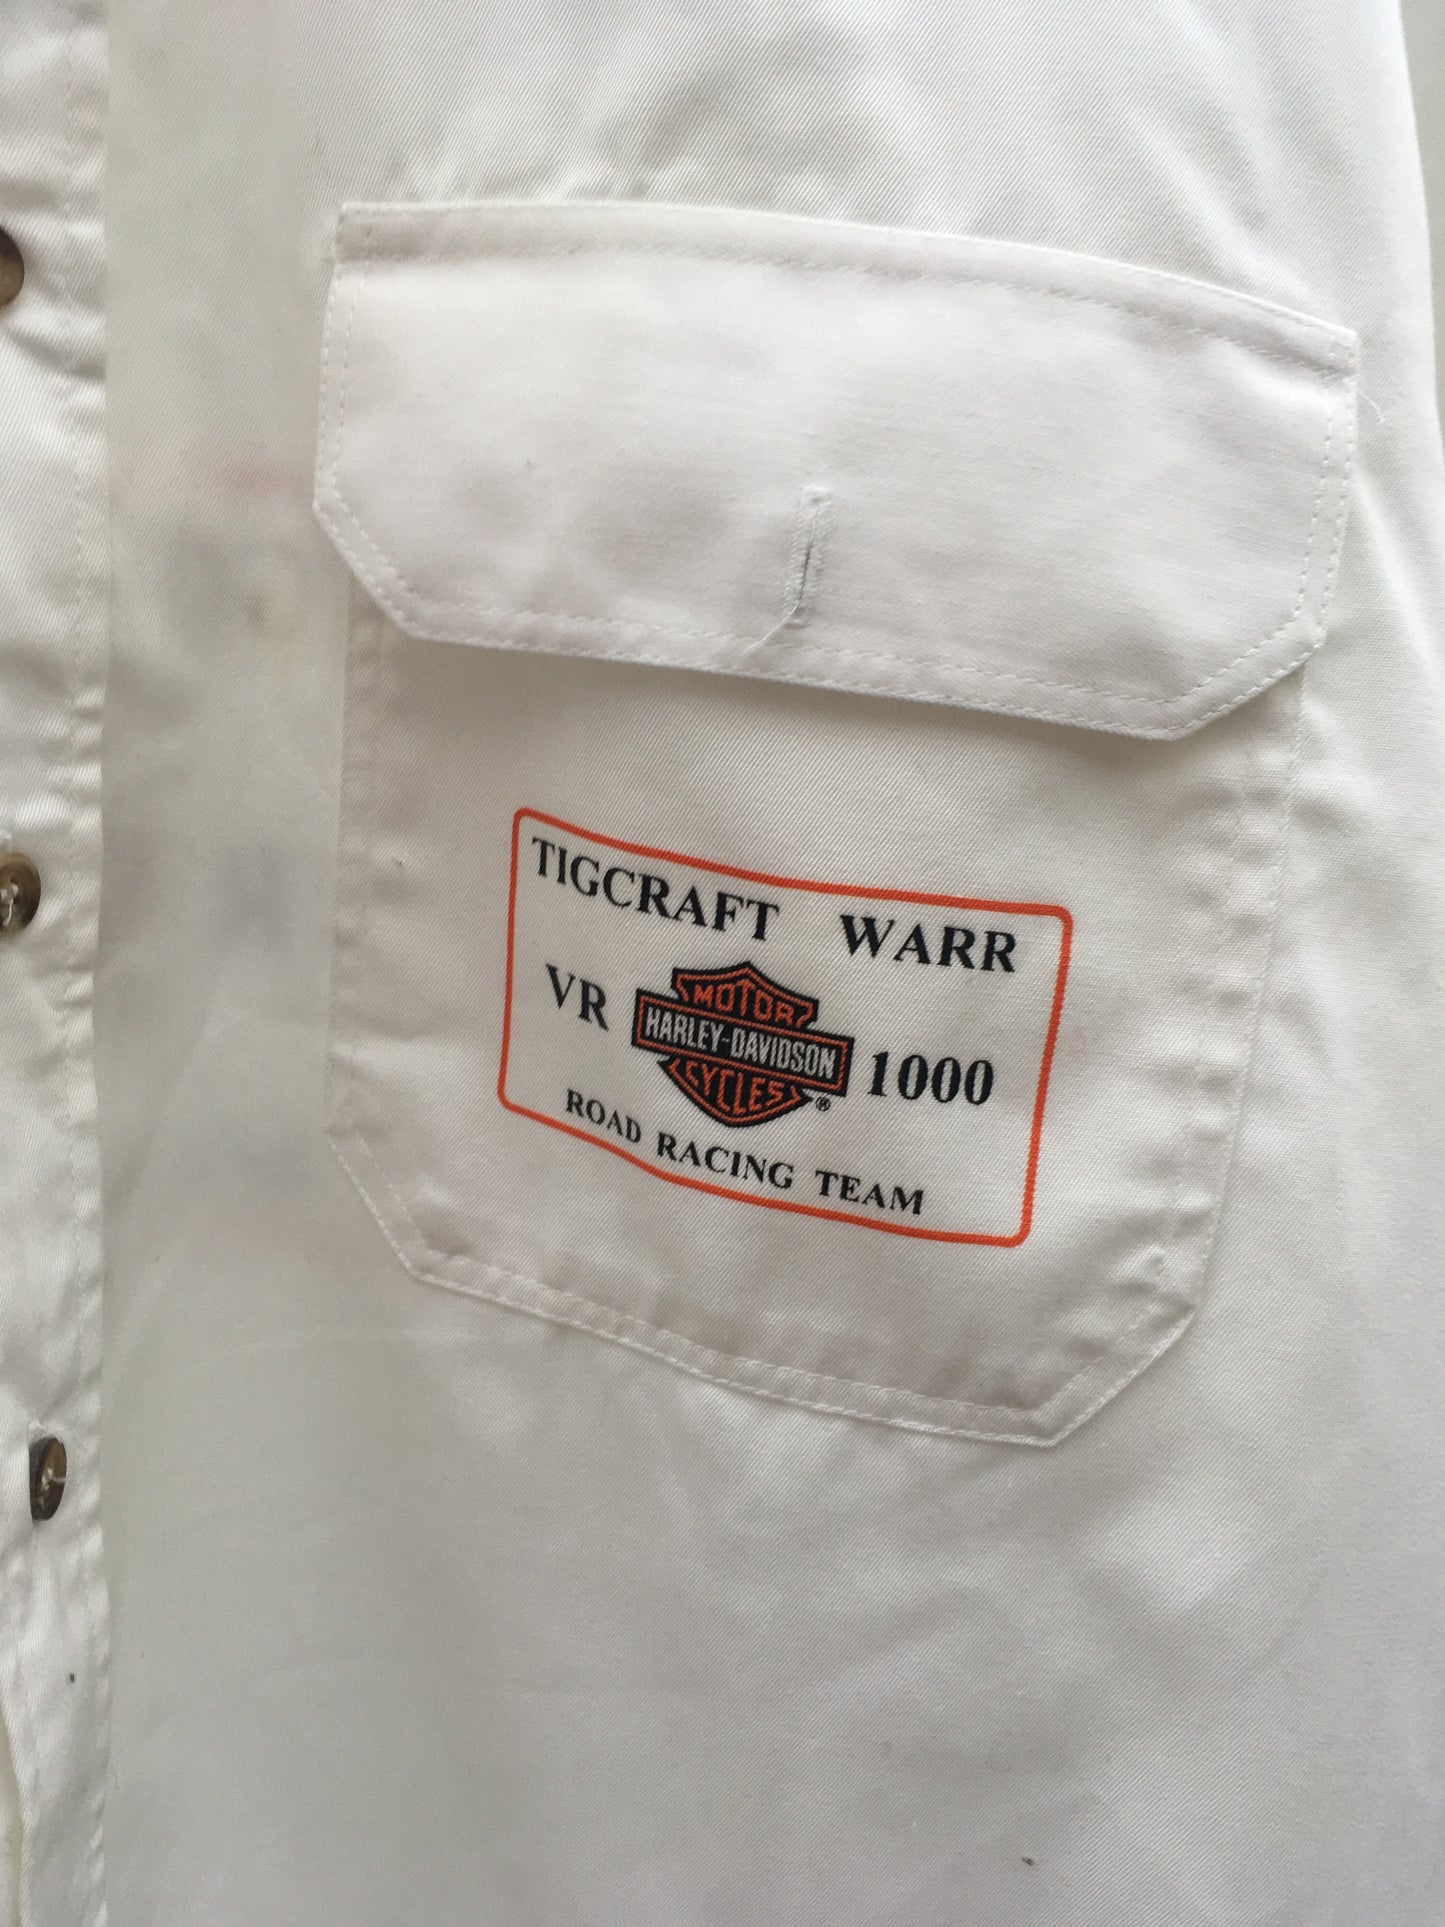 TIGCRAFT WARR
VR MOTOR HARLEY-DAVIDSON CYCLES ® 1000
ROAD RACING TEAM